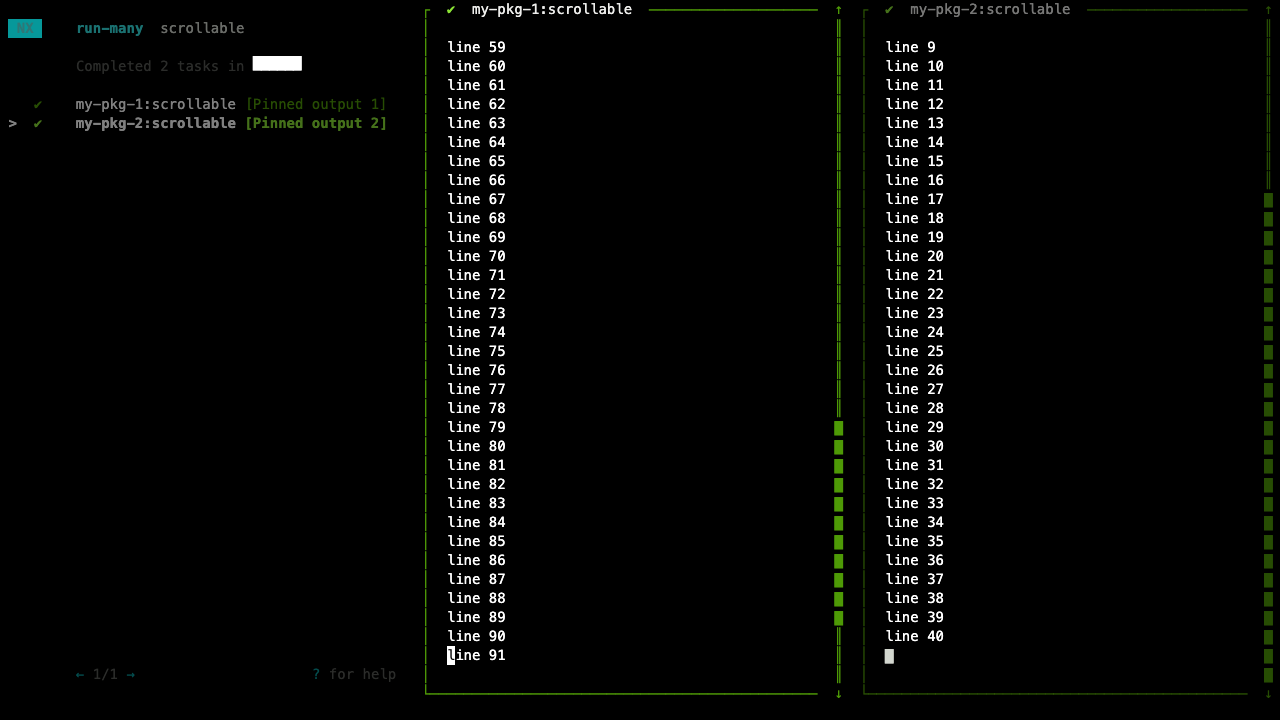 NX run-many scrollable
Completed 2 tasks in
✔ my-pkg-1:scrollable [Pinned output 1]
> ✔ my-pkg-2:scrollable [Pinned output 2]
← 1/1 →
? for help
✔ my-pkg-1:scrollable
line 59
line 60
line 61
line 62
line 63
line 64
line 65
line 66
line 67
line 68
line 69
line 70
line 71
line 72
line 73
line 74
line 75
line 76
line 77
line 78
line 79
line 80
line 81
line 82
line 83
line 84
line 85
line 86
line 87
line 88
line 89
line 90
line 91
✔ my-pkg-2:scrollable
line 9
line 10
line 11
line 12
line 13
line 14
line 15
line 16
line 17
line 18
line 19
line 20
line 21
line 22
line 23
line 24
line 25
line 26
line 27
line 28
line 29
line 30
line 31
line 32
line 33
line 34
line 35
line 36
line 37
line 38
line 39
line 40